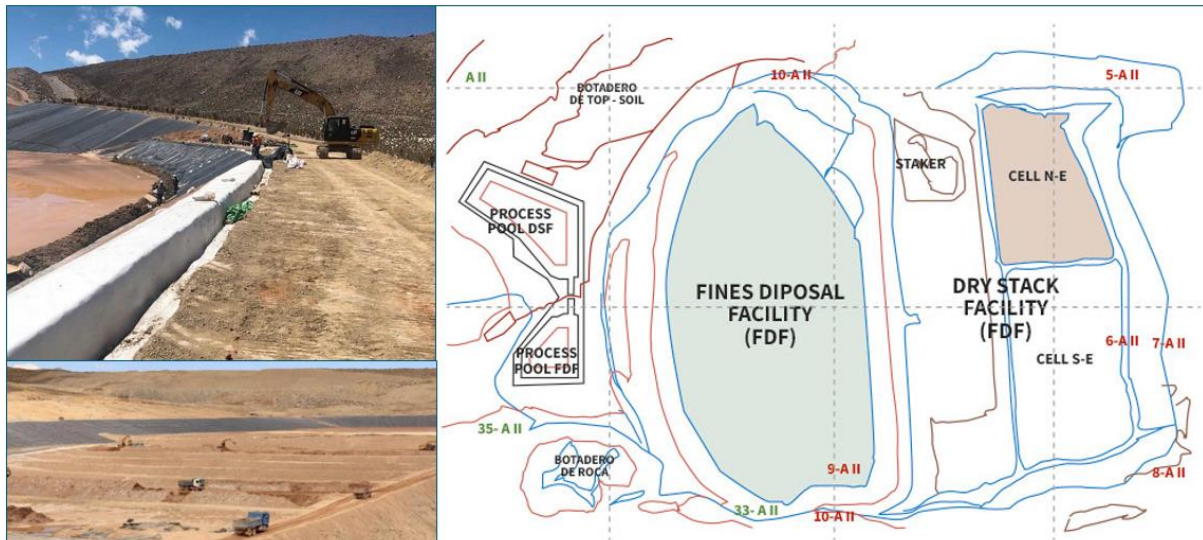 A II
10-A II
5-A II
BOTADERO
DE TOP - SOIL
STAKER
CELL N-E
PROCESS
POOL DSF
FINES DIPOSAL
FACILITY
(FDF)
DRY STACK
FACILITY
(FDF)
PROCESS
POOL FDF
6-A II
7-A II
CELL S-E
35- A II
BOTADERO
DE ROCA
9-A II
8-A II
33- A II
10-A II
CAT